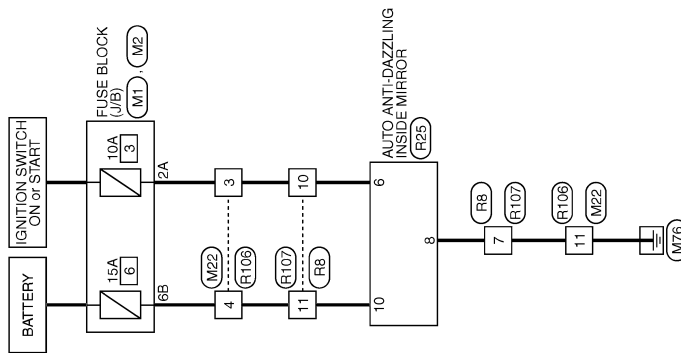 BATTERY
IGNITION SWITCH
ON or START
15A
6
10A
3
FUSE BLOCK
(J/B)
M1 , M2
6B
2A
M22
4
3
R106
R107
11
10
R8
10
6
AUTO ANTI-DAZZLING
INSIDE MIRROR
R25
8
R8
7
R107
R106
11
M22
M76